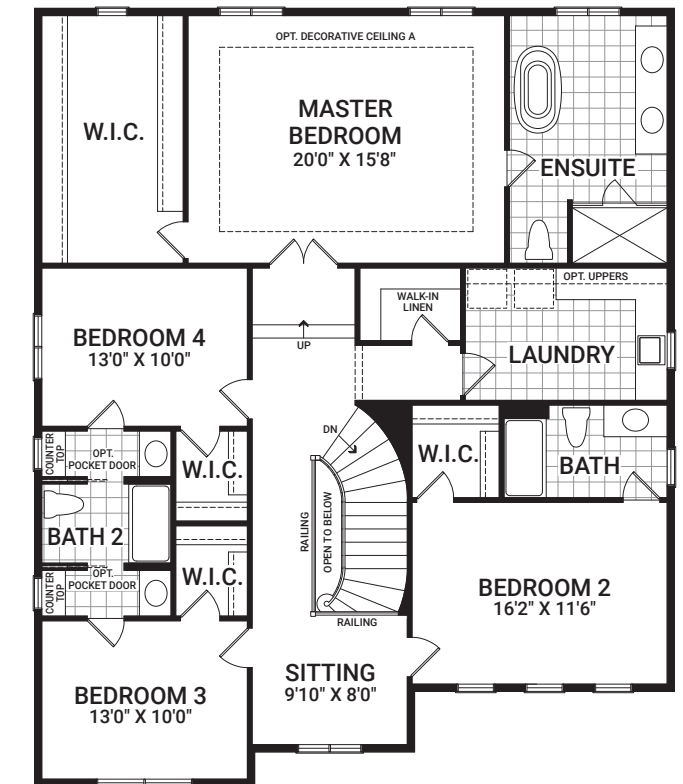 OPT. DECORATIVE CEILING A
W.I.C.
MASTER
BEDROOM
20'0" X 15'8"
ENSUITE
OPT. UPPERS
WALK-IN
LINEN
BEDROOM 4
13'0" X 10'0"
UP
LAUNDRY
DN
COUNTER
TOP
OPT.
POCKET DOOR
W.I.C.
W.I.C.
BATH
RAILING
OPEN TO BELOW
BATH 2
COUNTER
TOP
OPT.
POCKET DOOR
W.I.C.
BEDROOM 2
16'2" X 11'6"
RAILING
SITTING
9'10" X 8'0"
BEDROOM 3
13'0" X 10'0"